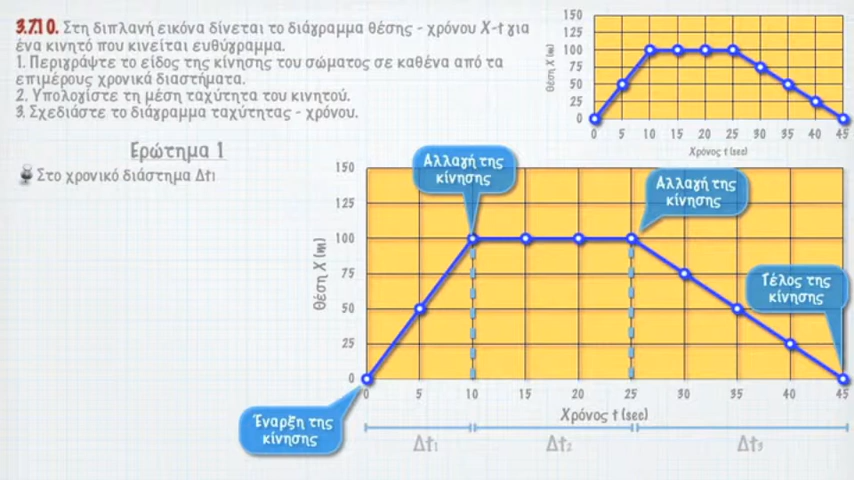 3.7.10. Στη διπλανή εικόνα δίνεται το διάγραμμα θέσης - χρόνου X-t για
ένα κινητό που κινείται ευθύγραμμα.
1. Περιγράψτε το είδος της κίνησης του σώματος σε καθένα από τα
επιμέρους χρονικά διαστήματα.
2. Υπολογίστε τη μέση ταχύτητα του κινητού.
3. Σχεδιάστε το διάγραμμα ταχύτητας - χρόνου.
150
125
100
75
50
25
0
Θέση X (m)
0 5 10 15 20 25 30 35 40 45
Χρόνος t (sec)
Ερώτημα 1
Στο χρονικό διάστημα Δt1
Αλλαγή της
κίνησης
Αλλαγή της
κίνησης
Τέλος της
κίνησης
Έναρξη της
κίνησης
150
125
100
75
50
25
0
Θέση X (m)
0 5 10 15 20 25 30 35 40 45
Χρόνος t (sec)
Δt1 Δt2 Δt3